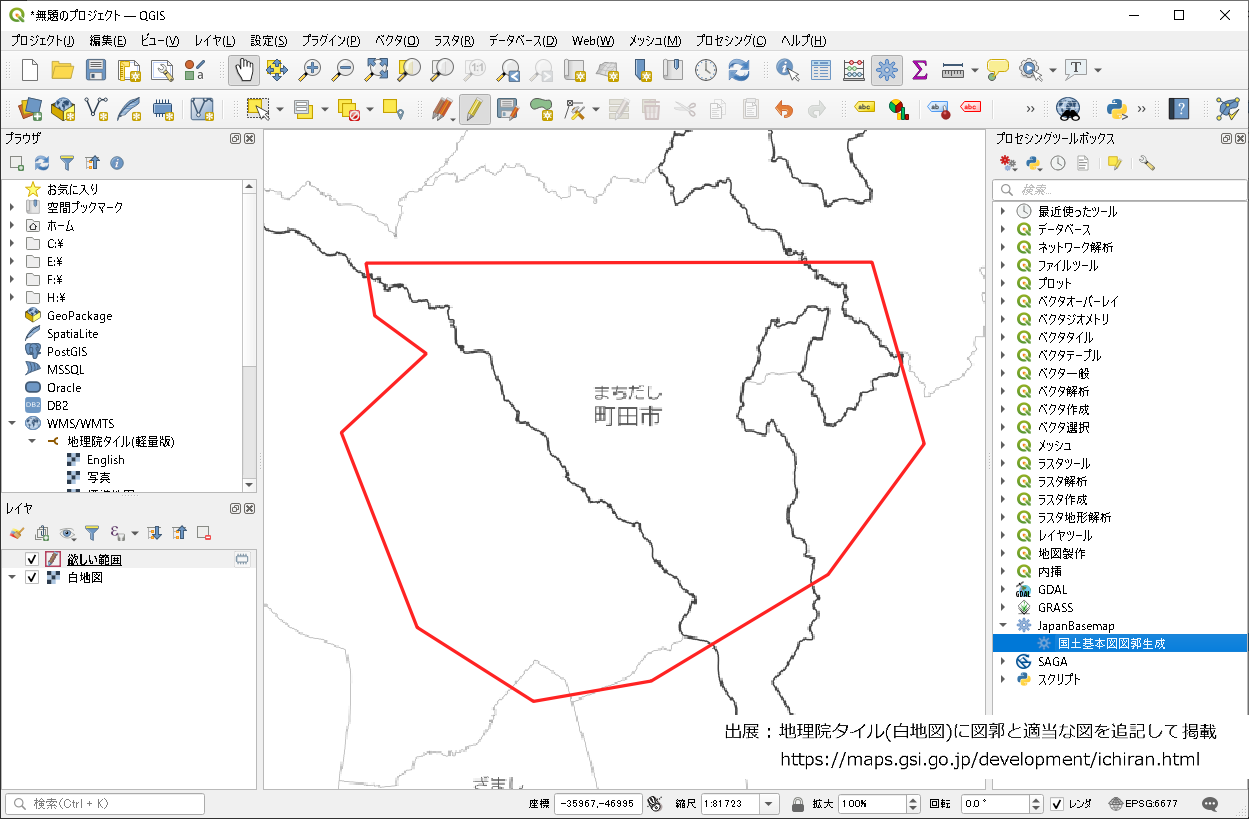 *無題のプロジェクト — QGIS
プロジェクト(J) 編集(E) ビュー(V) レイヤ(L) 設定(S) プラグイン(P) ベクタ(O) ラスタ(R) データベース(D) Web(W) メッシュ(M) プロセシング(C) ヘルプ(H)
ブラウザ
お気に入り
空間ブックマーク
ホーム
C:¥
E:¥
F:¥
H:¥
GeoPackage
SpatiaLite
PostGIS
MSSQL
Oracle
DB2
WMS/WMTS
地理院タイル(軽量版)
English
写真
レイヤ
欲しい範囲
白地図
まちだし
町田市
ざまし
出展：地理院タイル(白地図)に図郭と適当な図を追記して掲載
https://maps.gsi.go.jp/development/ichiran.html
プロセシングツールボックス
検索...
最近使ったツール
データベース
ネットワーク解析
ファイルツール
プロット
ベクタオーバーレイ
ベクタジオメトリ
ベクタタイル
ベクタテーブル
ベクタ一般
ベクタ解析
ベクタ作成
ベクタ選択
メッシュ
ラスタツール
ラスタ解析
ラスタ作成
ラスタ地形解析
レイヤツール
地図製作
内挿
GDAL
GRASS
JapanBasemap
国土基本図図郭生成
SAGA
スクリプト
検索(Ctrl + K) 座標 -35967,-46995 縮尺 1:81723 拡大 100% 回転 0.0 ° レンダ EPSG:6677